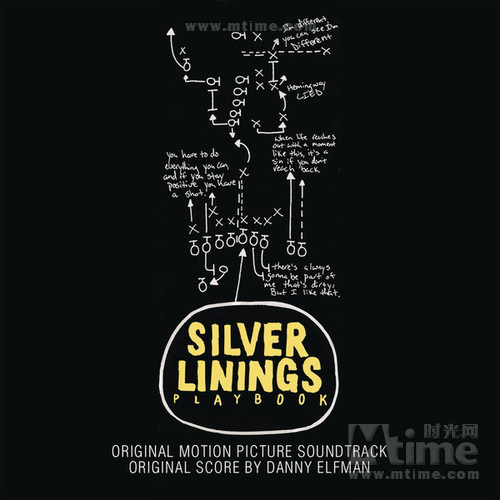 www.mtime.com
I'm different,
you can see I'm
Different
Hemingway
LIED
when life reaches
out with a moment
like this, it's a
sin if you don't
reach back
you have to do
everything you can,
and if you stay
positive, you have
a shot.
there's always
gonna be part of
me that's dirty.
But I like that.
SILVER
LININGS
PLAYBOOK
ORIGINAL MOTION PICTURE SOUNDTRACK
ORIGINAL SCORE BY DANNY ELFMAN
时光网
Mtime
www.mtime.com